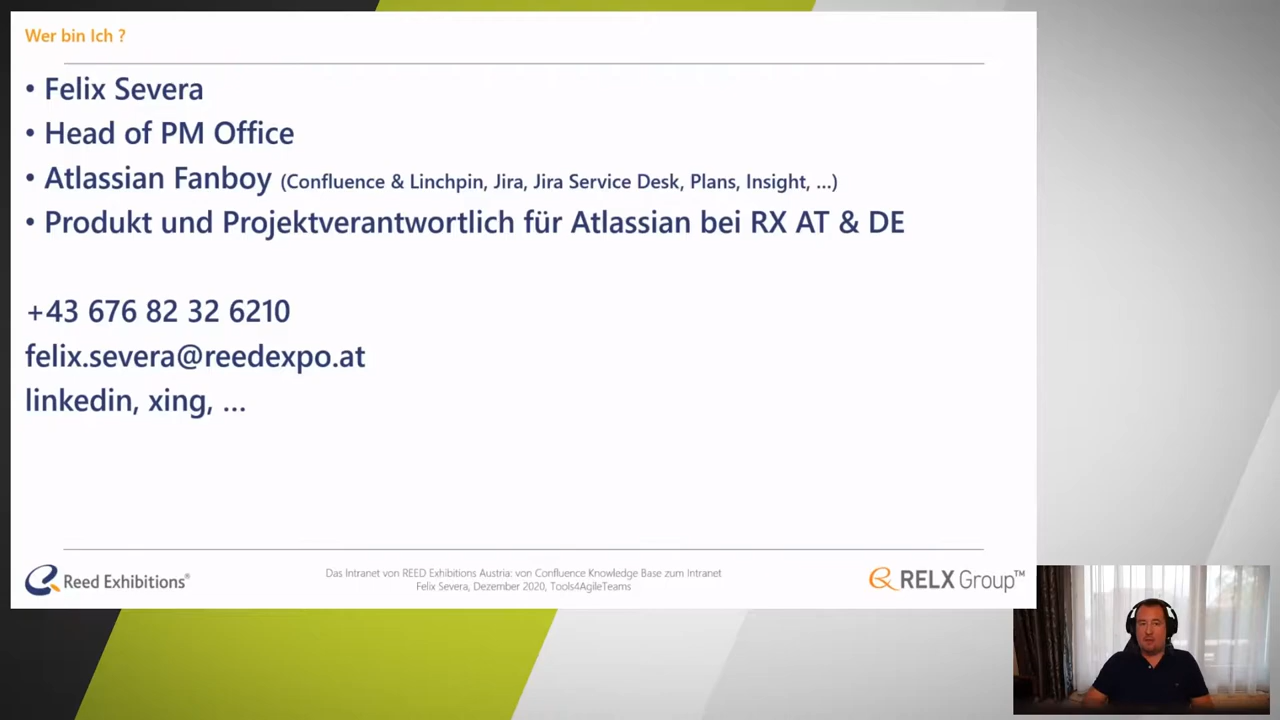 Wer bin Ich ?
• Felix Severa
• Head of PM Office
• Atlassian Fanboy (Confluence & Linchpin, Jira, Jira Service Desk, Plans, Insight, ...)
• Produkt und Projektverantwortlich für Atlassian bei RX AT & DE
+43 676 82 32 6210
felix.severa@reedexpo.at
linkedin, xing, ...
Reed Exhibitions®
Das Intranet von REED Exhibitions Austria: von Confluence Knowledge Base zum Intranet
Felix Severa, Dezember 2020, Tools4AgileTeams
RELX Group™